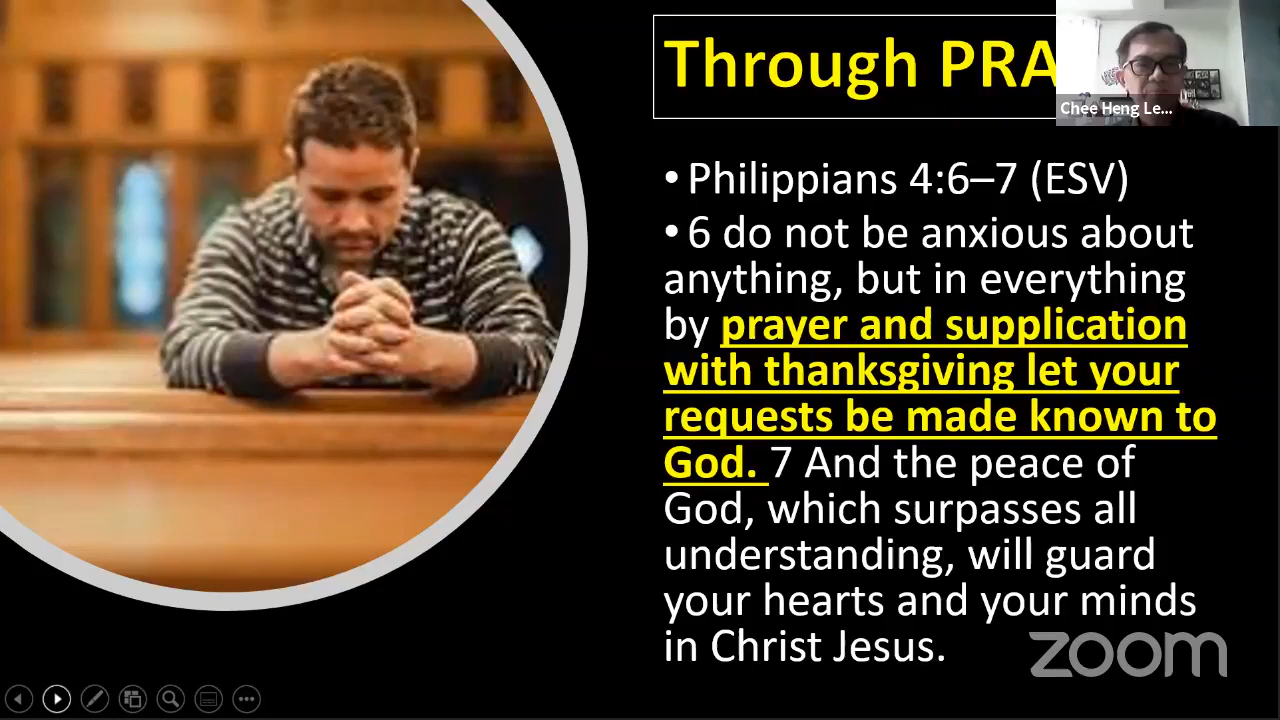 Through PRA
Chee Heng Le...
• Philippians 4:6–7 (ESV)
• 6 do not be anxious about
anything, but in everything
by prayer and supplication
with thanksgiving let your
requests be made known to
God. 7 And the peace of
God, which surpasses all
understanding, will guard
your hearts and your minds
in Christ Jesus.
zoom